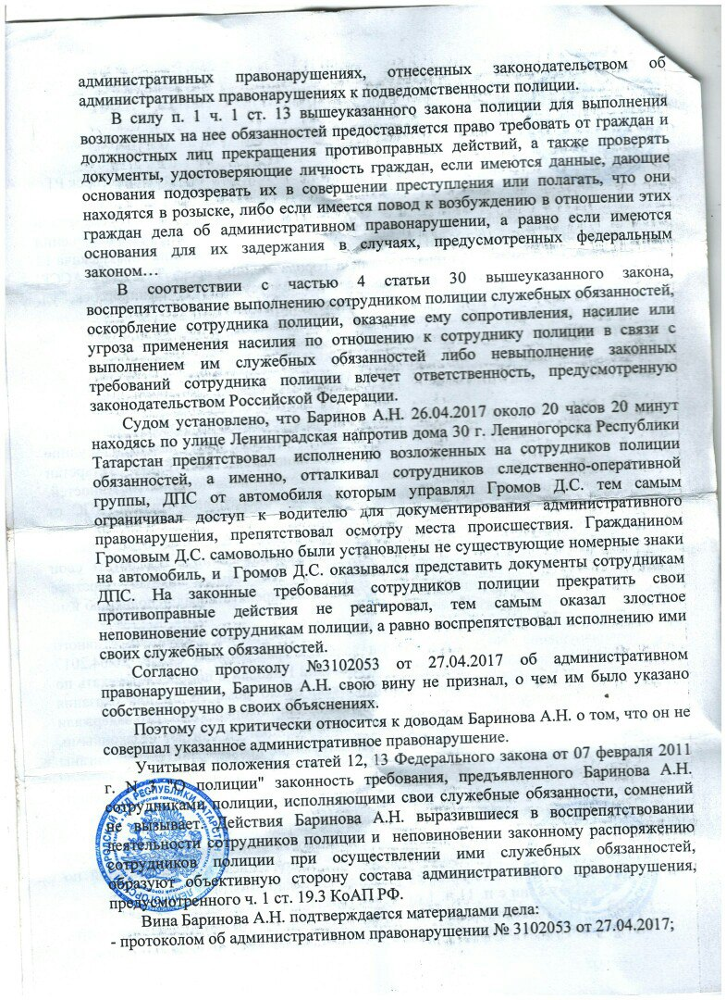 административных правонарушениях, отнесенных законодательством об
административных правонарушениях к подведомственности полиции.
В силу п. 1 ч. 1 ст. 13 вышеуказанного закона полиции для выполнения
возложенных на нее обязанностей предоставляется право требовать от граждан и
должностных лиц прекращения противоправных действий, а также проверять
документы, удостоверяющие личность граждан, если имеются данные, дающие
основания подозревать их в совершении преступления или полагать, что они
находятся в розыске, либо если имеется повод к возбуждению в отношении этих
граждан дела об административном правонарушении, а равно если имеются
основания для их задержания в случаях, предусмотренных федеральным
законом…
В соответствии с частью 4 статьи 30 вышеуказанного закона,
воспрепятствование выполнению сотрудником полиции служебных обязанностей,
оскорбление сотрудника полиции, оказание ему сопротивления, насилие или
угроза применения насилия по отношению к сотруднику полиции в связи с
выполнением им служебных обязанностей либо невыполнение законных
требований сотрудника полиции влечет ответственность, предусмотренную
законодательством Российской Федерации.
Судом установлено, что Баринов А.Н. 26.04.2017 около 20 часов 20 минут
находясь по улице Ленинградская напротив дома 30 г. Лениногорска Республики
Татарстан препятствовал исполнению возложенных на сотрудников полиции
обязанностей, а именно, отталкивал сотрудников следственно-оперативной
группы, ДПС от автомобиля которым управлял Громов Д.С. тем самым
ограничивал доступ к водителю для документирования административного
правонарушения, препятствовал осмотру места происшествия. Гражданином
Громовым Д.С. самовольно были установлены не существующие номерные знаки
на автомобиль, и Громов Д.С. оказывался представить документы сотрудникам
ДПС. На законные требования сотрудников полиции прекратить свои
противоправные действия не реагировал, тем самым оказал злостное
неповиновение сотрудникам полиции, а равно воспрепятствовал исполнению ими
своих служебных обязанностей.
Согласно протоколу №3102053 от 27.04.2017 об административном
правонарушении, Баринов А.Н. свою вину не признал, о чем им было указано
собственноручно в своих объяснениях.
Поэтому суд критически относится к доводам Баринова А.Н. о том, что он не
совершал указанное административное правонарушение.
Учитывая положения статей 12, 13 Федерального закона от 07 февраля 2011
г. N 3 "О полиции" законность требования, предъявленного Баринова А.Н.
сотрудниками полиции, исполняющими свои служебные обязанности, сомнений
не вызывает. Действия Баринова А.Н. выразившиеся в воспрепятствовании
деятельности сотрудников полиции и неповиновении законному распоряжению
сотрудников полиции при осуществлении ими служебных обязанностей,
образуют объективную сторону состава административного правонарушения,
предусмотренного ч. 1 ст. 19.3 КоАП РФ.
Вина Баринова А.Н. подтверждается материалами дела:
- протоколом об административном правонарушении № 3102053 от 27.04.2017;